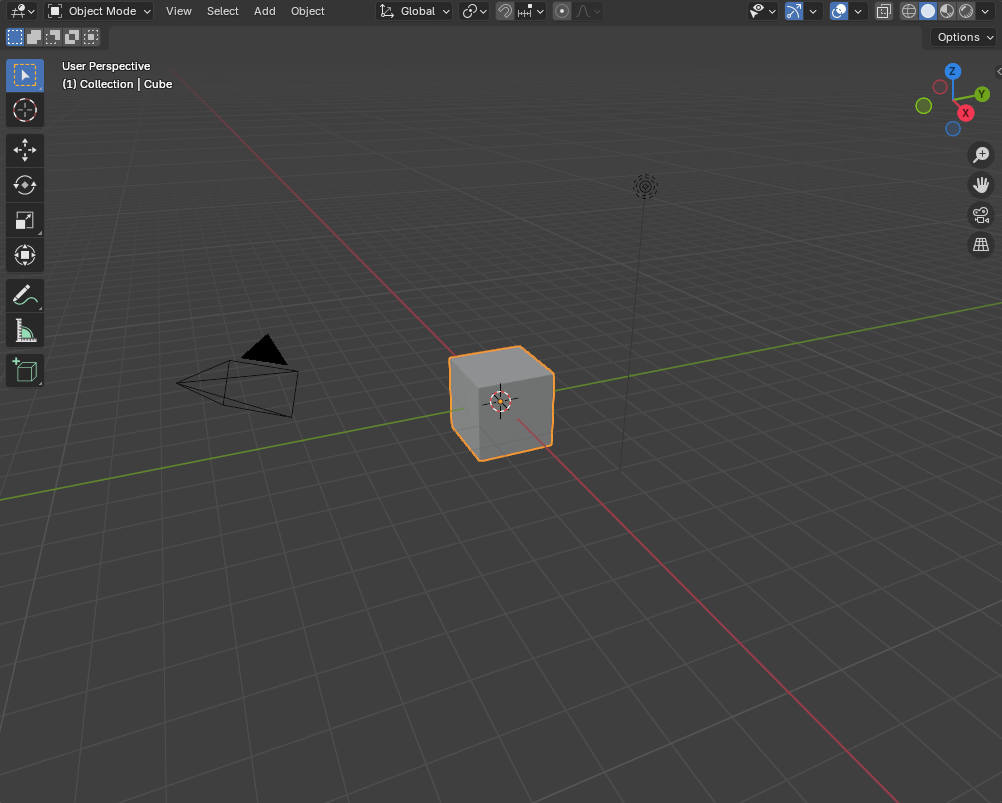 Object Mode View Select Add Object Global
Options
User Perspective
(1) Collection | Cube
Z
Y
X